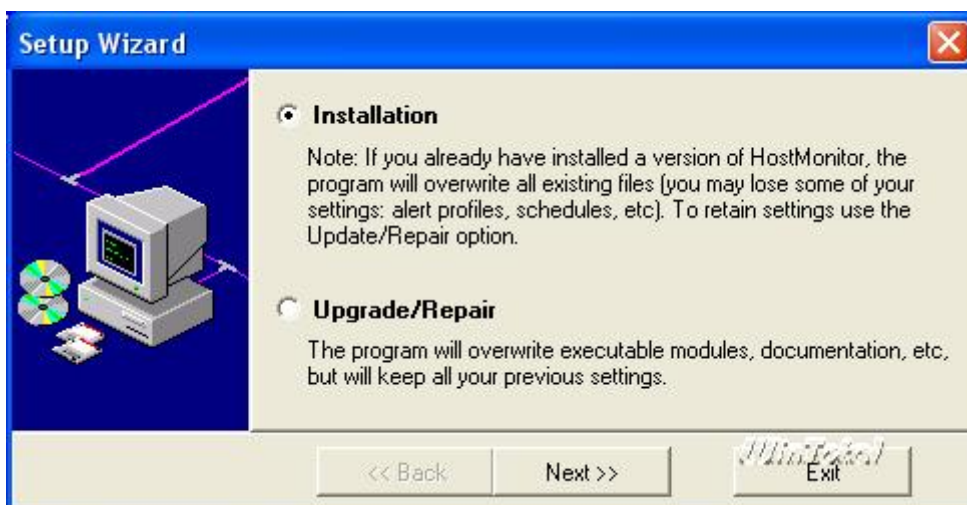 Setup Wizard
Installation
Note: If you already have installed a version of HostMonitor, the
program will overwrite all existing files (you may lose some of your
settings: alert profiles, schedules, etc). To retain settings use the
Update/Repair option.
Upgrade/Repair
The program will overwrite executable modules, documentation, etc,
but will keep all your previous settings.
<< Back
Next >>
WinTotal
Exit